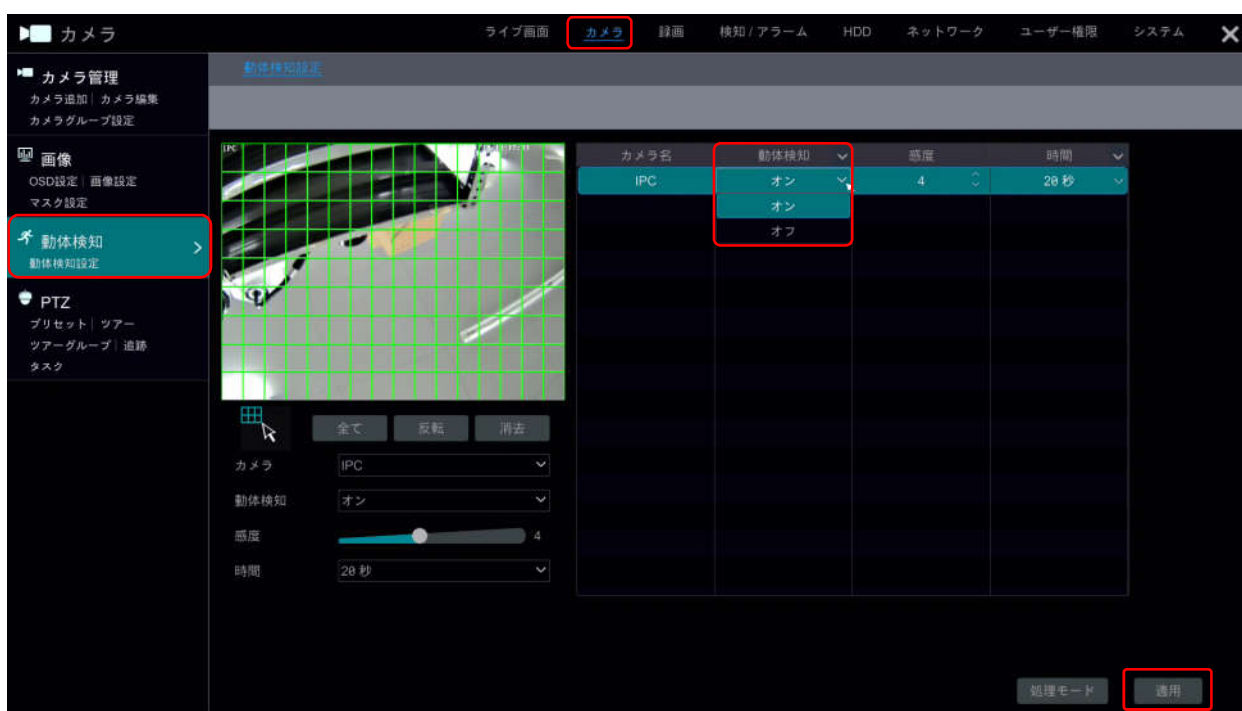 カメラ
ライブ画面 カメラ 録画 検知 / アラーム HDD ネットワーク ユーザー権限 システム
カメラ管理
カメラ追加 | カメラ編集
カメラグループ設定
画像
OSD設定 | 画像設定
マスク設定
動体検知
動体検知設定
PTZ
プリセット | ツアー
ツアーグループ | 追跡
タスク
動体検知設定
IPC
全て 反転 消去
カメラ IPC
動体検知 オン
感度 4
時間 20 秒
カメラ名 動体検知 感度 時間
IPC オン 4 20 秒
オン
オフ
処理モード 適用